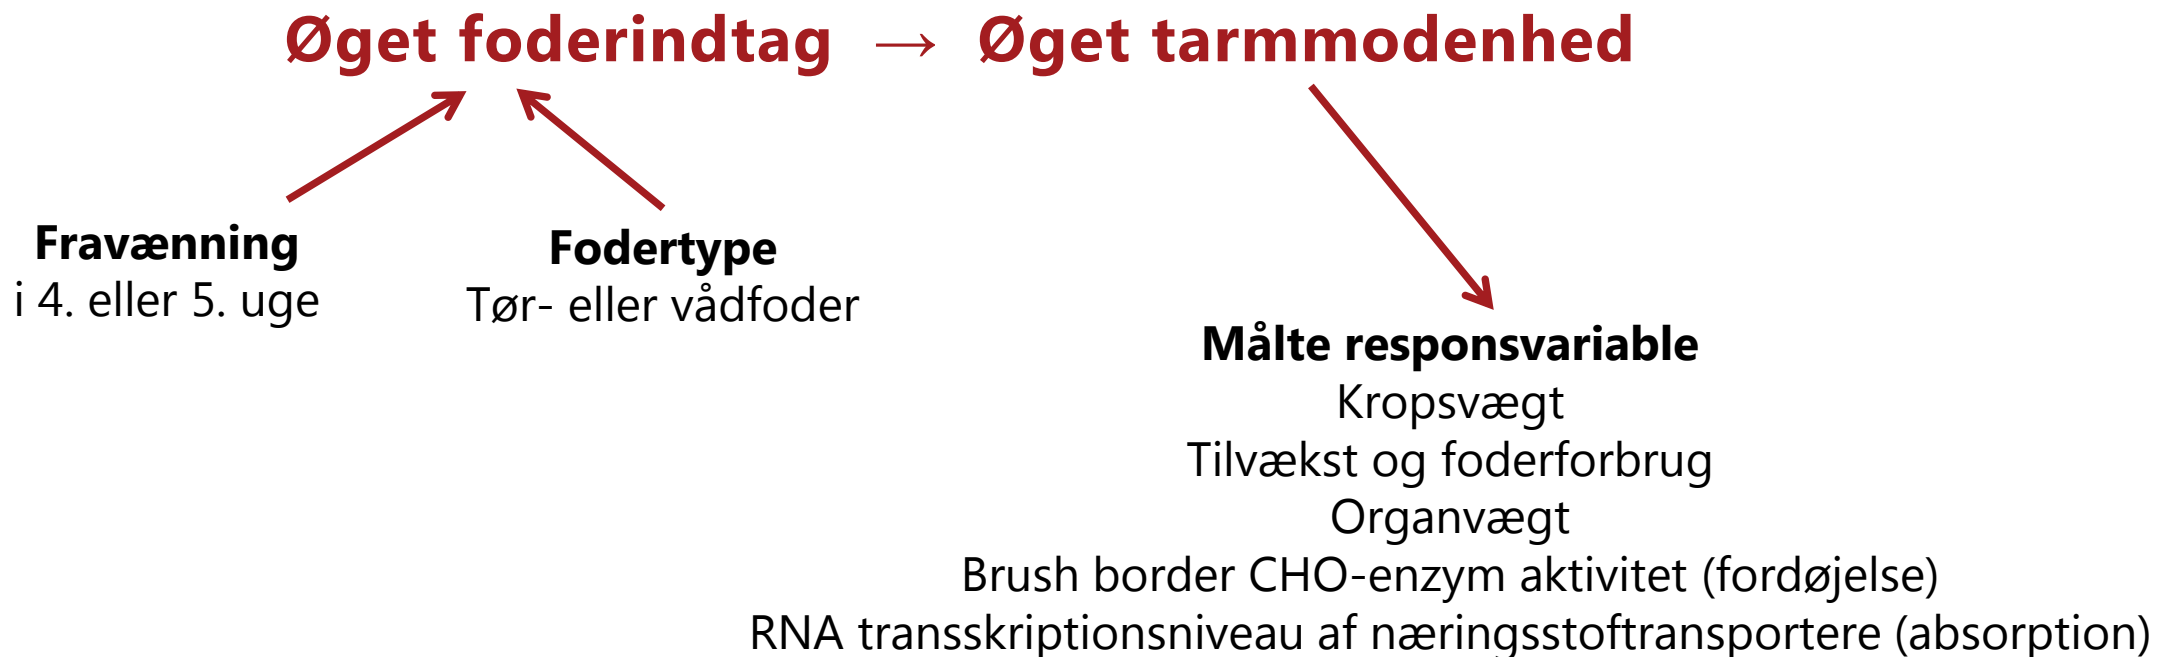 Øget foderindtag → Øget tarmmodenhed
Fravænning
i 4. eller 5. uge
Fodertype
Tør- eller vådfoder
Målte responsvariable
Kropsvægt
Tilvækst og foderforbrug
Organvægt
Brush border CHO-enzym aktivitet (fordøjelse)
RNA transskriptionsniveau af næringsstoftransportere (absorption)